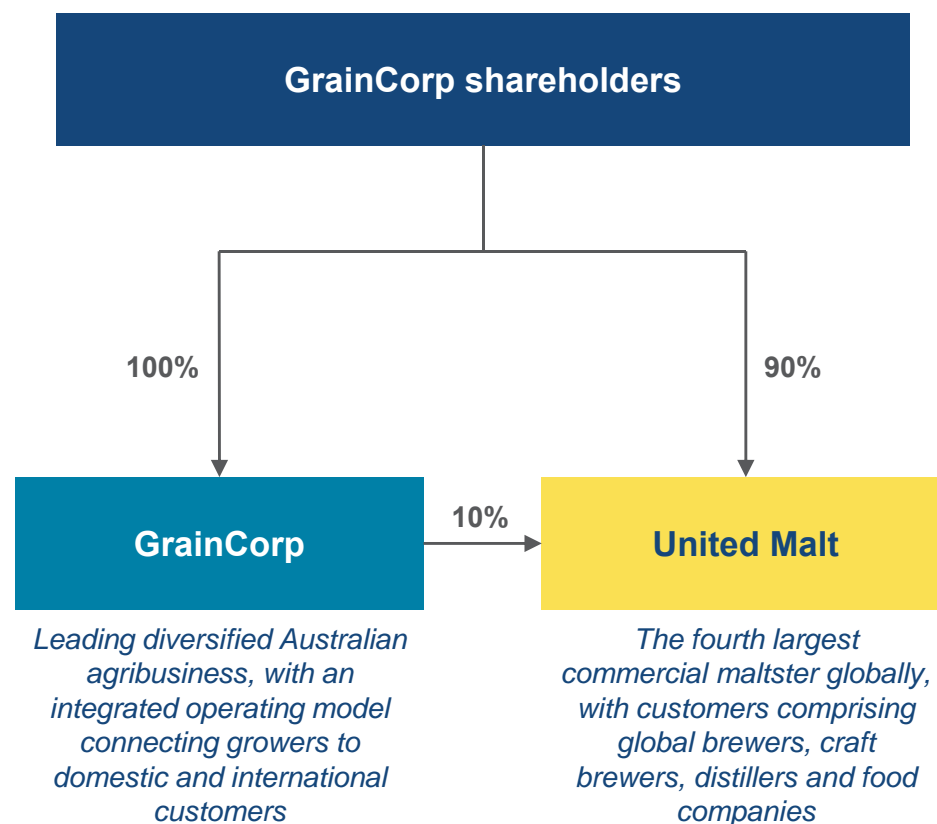 GrainCorp shareholders
100%
90%
GrainCorp
10%
United Malt
Leading diversified Australian
agribusiness, with an
integrated operating model
connecting growers to
domestic and international
customers
The fourth largest
commercial maltster globally,
with customers comprising
global brewers, craft
brewers, distillers and food
companies